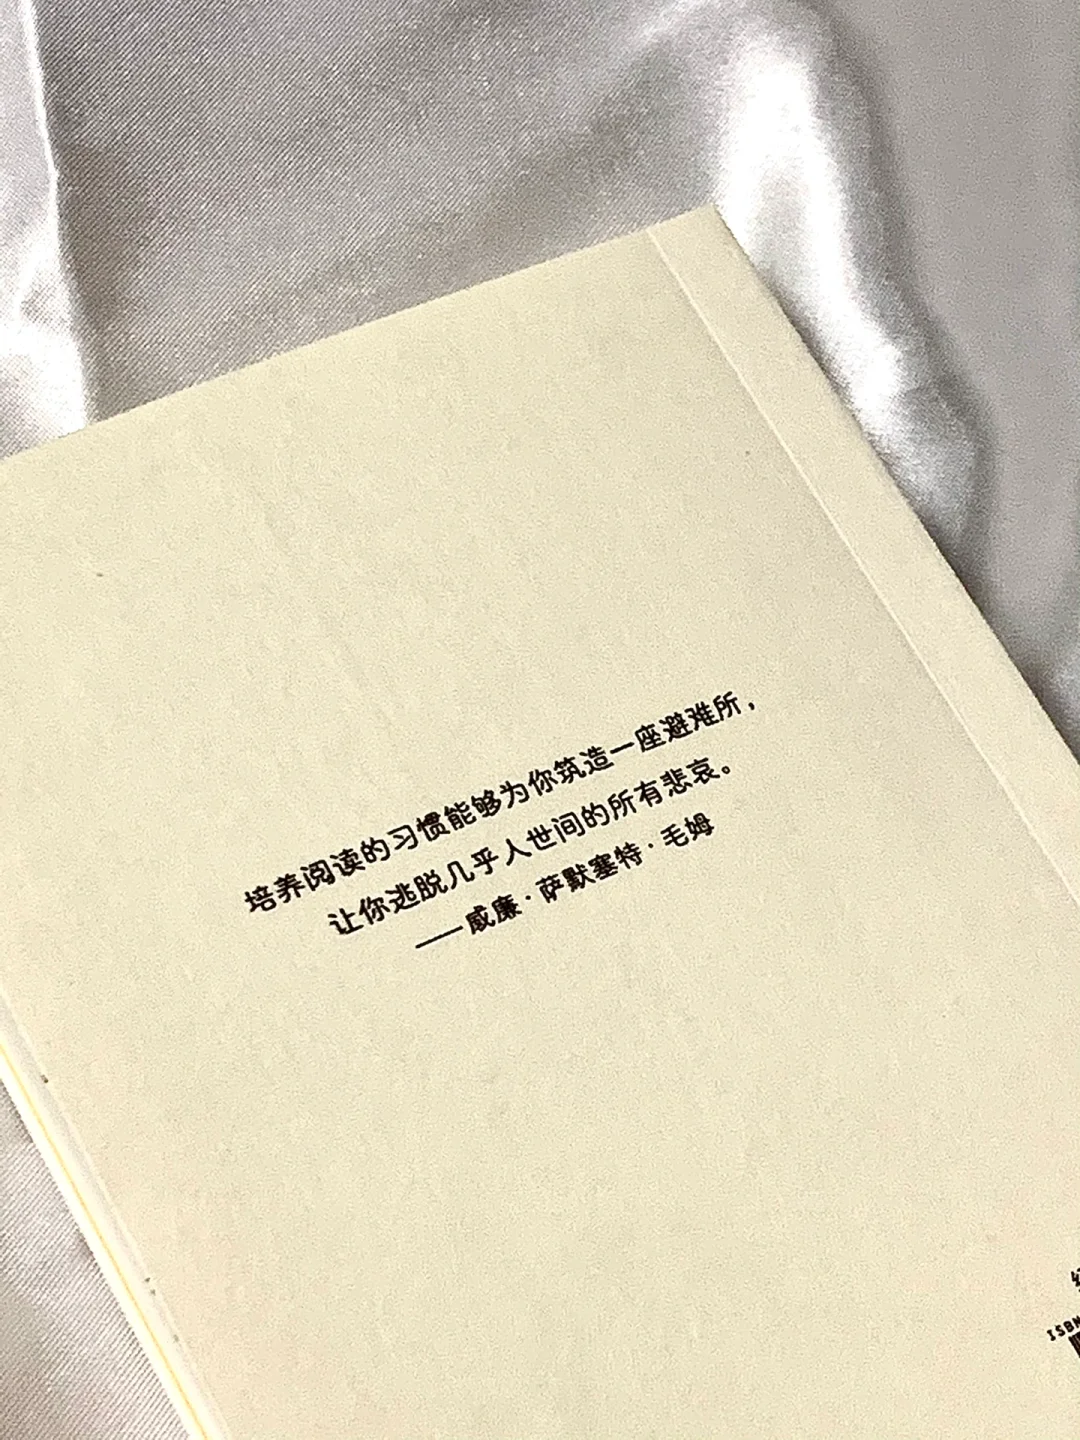 培养阅读的习惯能够为你筑造一座避难所，
让你逃脱几乎人世间的所有悲哀。
——威廉·萨默塞特·毛姆
ISBN